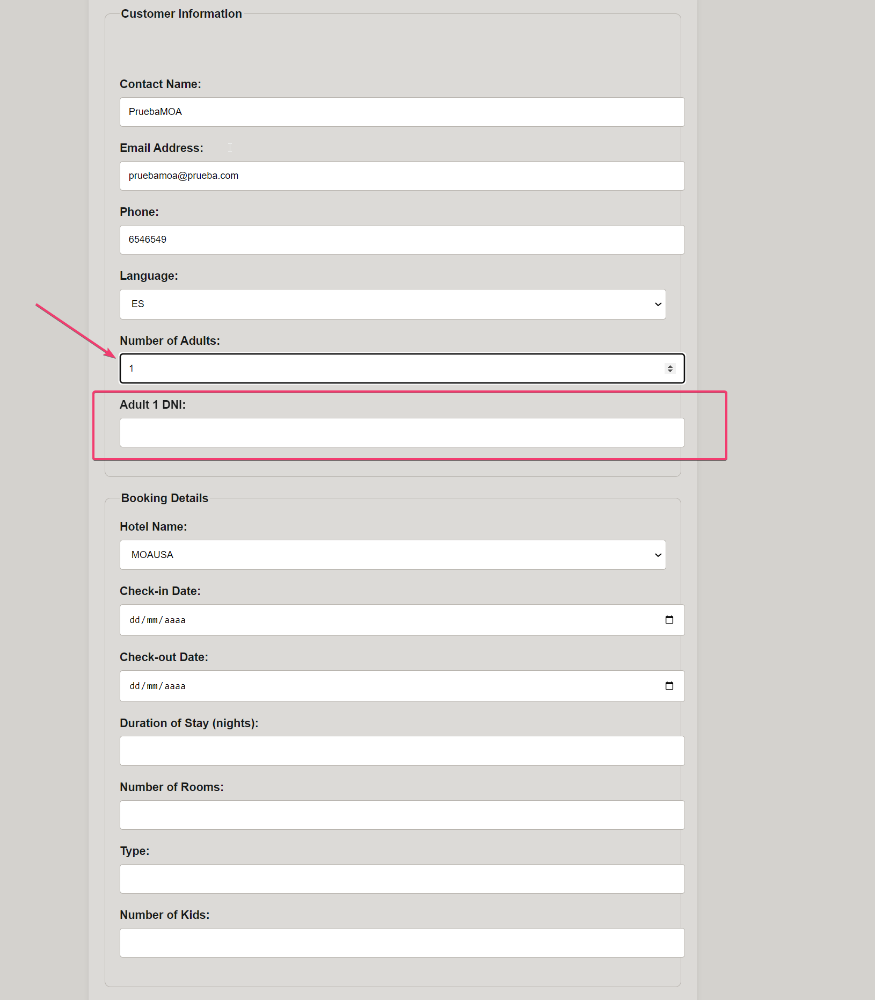 Customer Information
Contact Name:
PruebaMOA
Email Address:
pruebamoa@prueba.com
Phone:
6546549
Language:
ES
Number of Adults:
1
Adult 1 DNI:
Booking Details
Hotel Name:
MOAUSA
Check-in Date:
dd/mm/aaaa
Check-out Date:
dd/mm/aaaa
Duration of Stay (nights):
Number of Rooms:
Type:
Number of Kids: